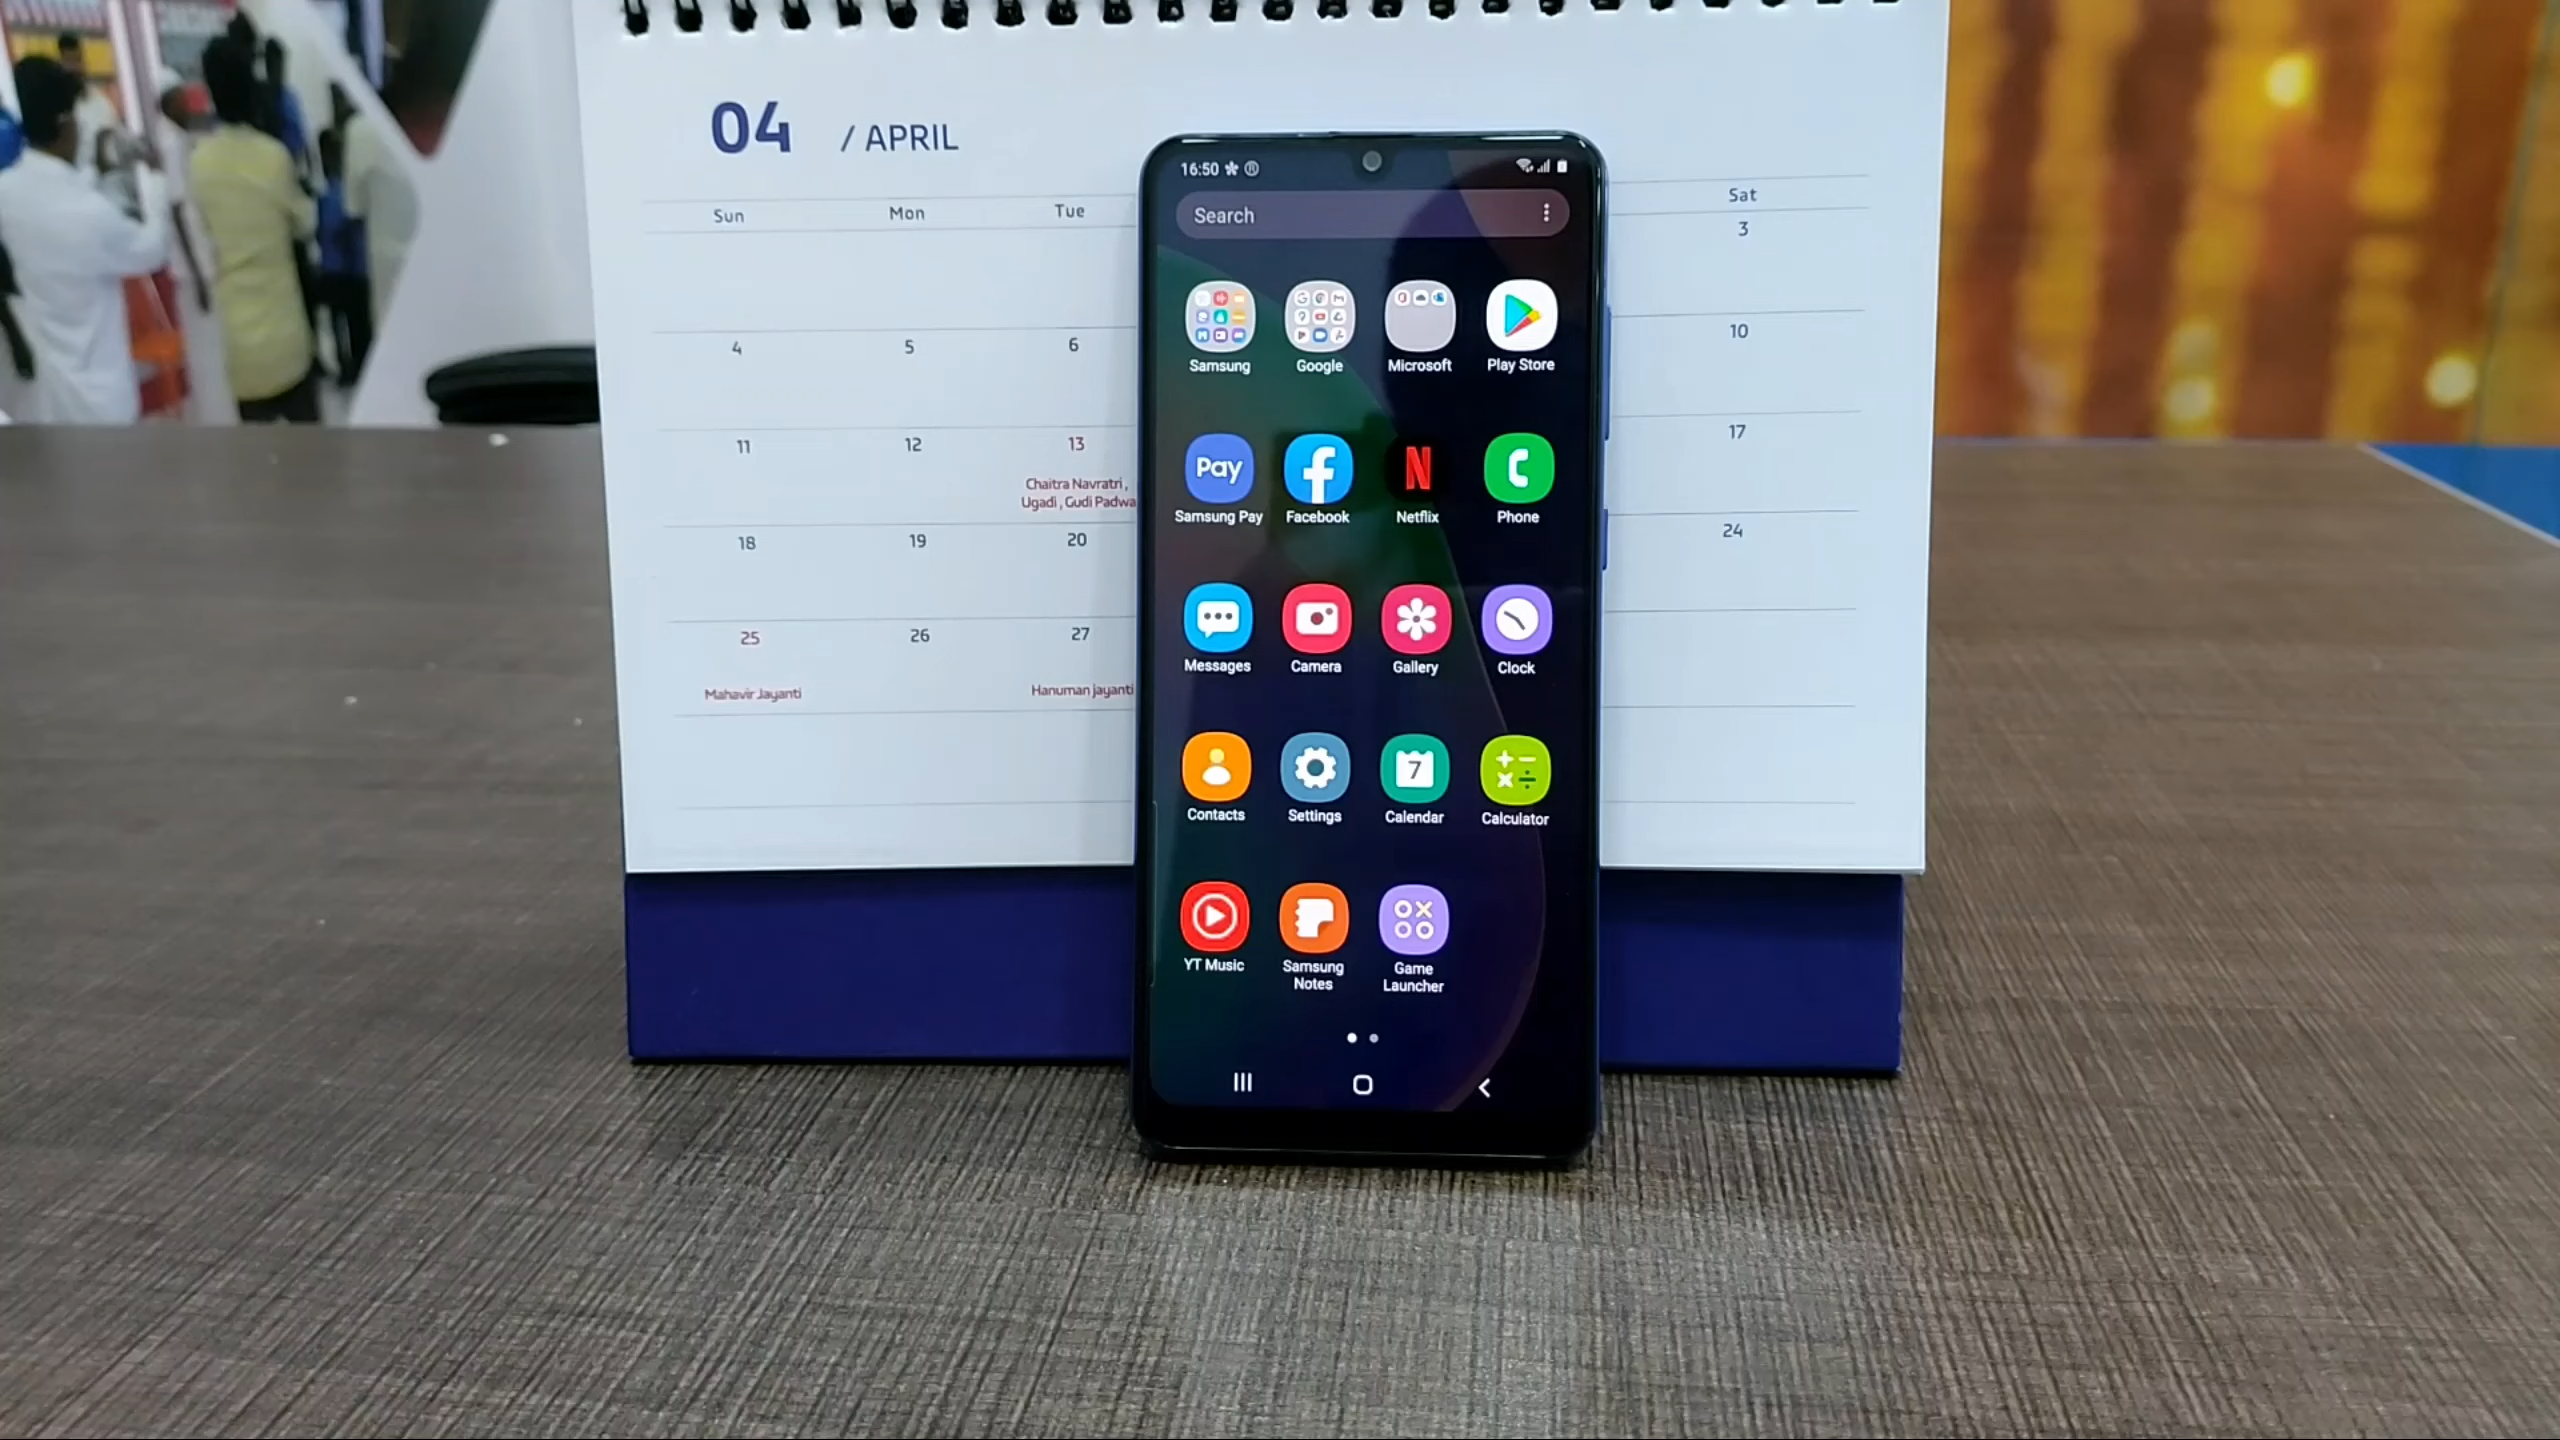 04 / APRIL
Sun Mon Tue Sat
3
4 5 6 10
11 12 13 17
Chaitra Navratri,
Ugadi, Gudi Padwa
18 19 20 24
25 26 27
Mahavir Jayanti Hanuman jayanti
16:50
Search
Samsung Google Microsoft Play Store
Pay N
Samsung Pay Facebook Netflix Phone
Messages Camera Gallery Clock
7
Contacts Settings Calendar Calculator
YT Music Samsung Notes Game Launcher